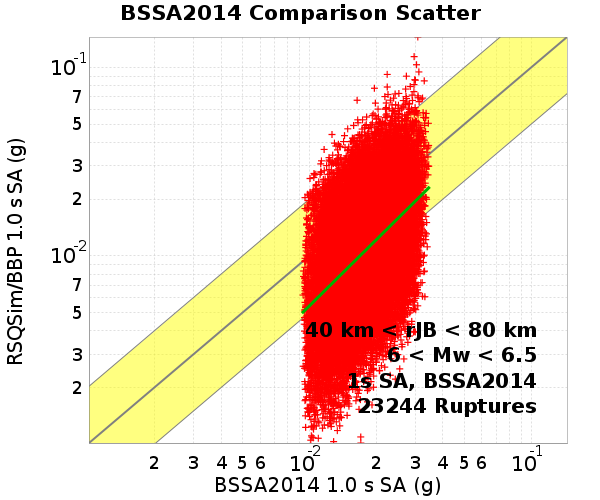 BSSA2014 Comparison Scatter
RSQSim/BBP 1.0 s SA (g)
10-1
7
5
3
2
10-2
7
5
3
2
40 km < rJB < 80 km
6 < Mw < 6.5
1s SA, BSSA2014
23244 Ruptures
2 3 4 5 6 10-2 2 3 4 5 6 10-1
BSSA2014 1.0 s SA (g)